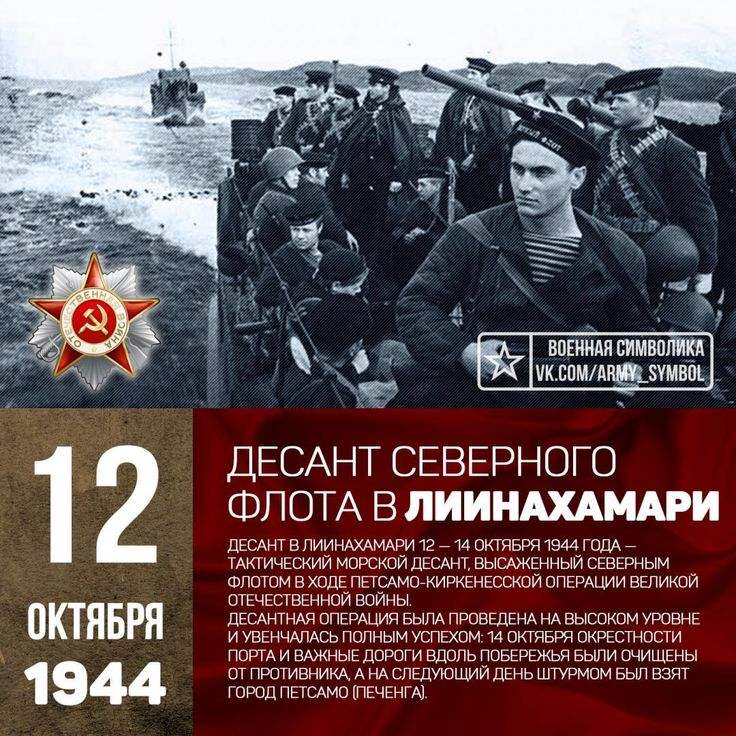 ОТЕЧЕСТВЕННАЯ ВОЙНА
ВОЕННАЯ СИМВОЛИКА
VK.COM/ARMY_SYMBOL
12
ОКТЯБРЯ
1944
ДЕСАНТ СЕВЕРНОГО
ФЛОТА В ЛИИНАХАМАРИ
ДЕСАНТ В ЛИИНАХАМАРИ 12 — 14 ОКТЯБРЯ 1944 ГОДА —
ТАКТИЧЕСКИЙ МОРСКОЙ ДЕСАНТ, ВЫСАЖЕННЫЙ СЕВЕРНЫМ
ФЛОТОМ В ХОДЕ ПЕТСАМО-КИРКЕНЕССКОЙ ОПЕРАЦИИ ВЕЛИКОЙ
ОТЕЧЕСТВЕННОЙ ВОЙНЫ.
ДЕСАНТНАЯ ОПЕРАЦИЯ БЫЛА ПРОВЕДЕНА НА ВЫСОКОМ УРОВНЕ
И УВЕНЧАЛАСЬ ПОЛНЫМ УСПЕХОМ: 14 ОКТЯБРЯ ОКРЕСТНОСТИ
ПОРТА И ВАЖНЫЕ ДОРОГИ ВДОЛЬ ПОБЕРЕЖЬЯ БЫЛИ ОЧИЩЕНЫ
ОТ ПРОТИВНИКА, А НА СЛЕДУЮЩИЙ ДЕНЬ ШТУРМОМ БЫЛ ВЗЯТ
ГОРОД ПЕТСАМО (ПЕЧЕНГА).